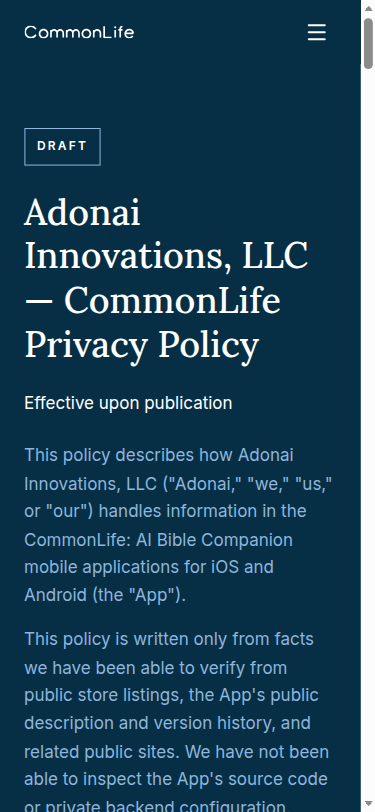 CommonLife
DRAFT
Adonai
Innovations, LLC
— CommonLife
Privacy Policy
Effective upon publication
This policy describes how Adonai
Innovations, LLC ("Adonai," "we," "us,"
or "our") handles information in the
CommonLife: AI Bible Companion
mobile applications for iOS and
Android (the "App").
This policy is written only from facts
we have been able to verify from
public store listings, the App's public
description and version history, and
related public sites. We have not been
able to inspect the App's source code
or private backend configuration